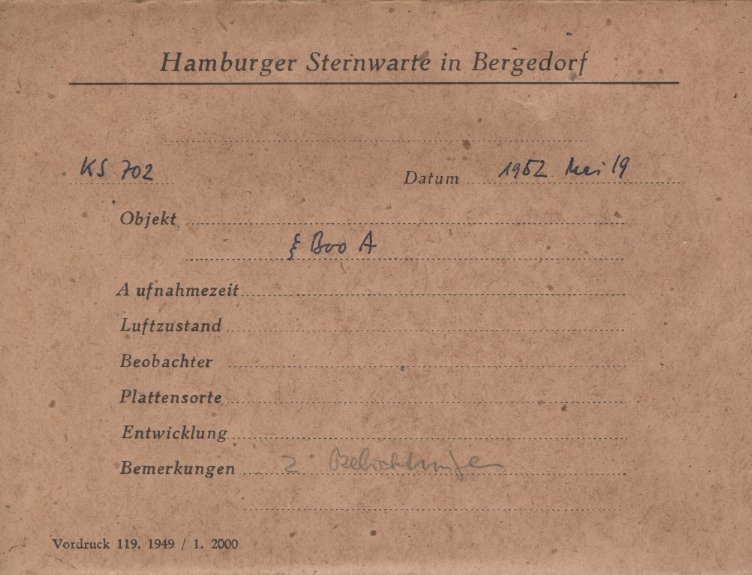 Hamburger Sternwarte in Bergedorf
KS 702 Datum 1952 Mai 19
Objekt
ξ Boo A
Aufnahmezeit
Luftzustand
Beobachter
Plattensorte
Entwicklung
Bemerkungen 2 Belichtungen
Vordruck 119. 1949 / 1. 2000